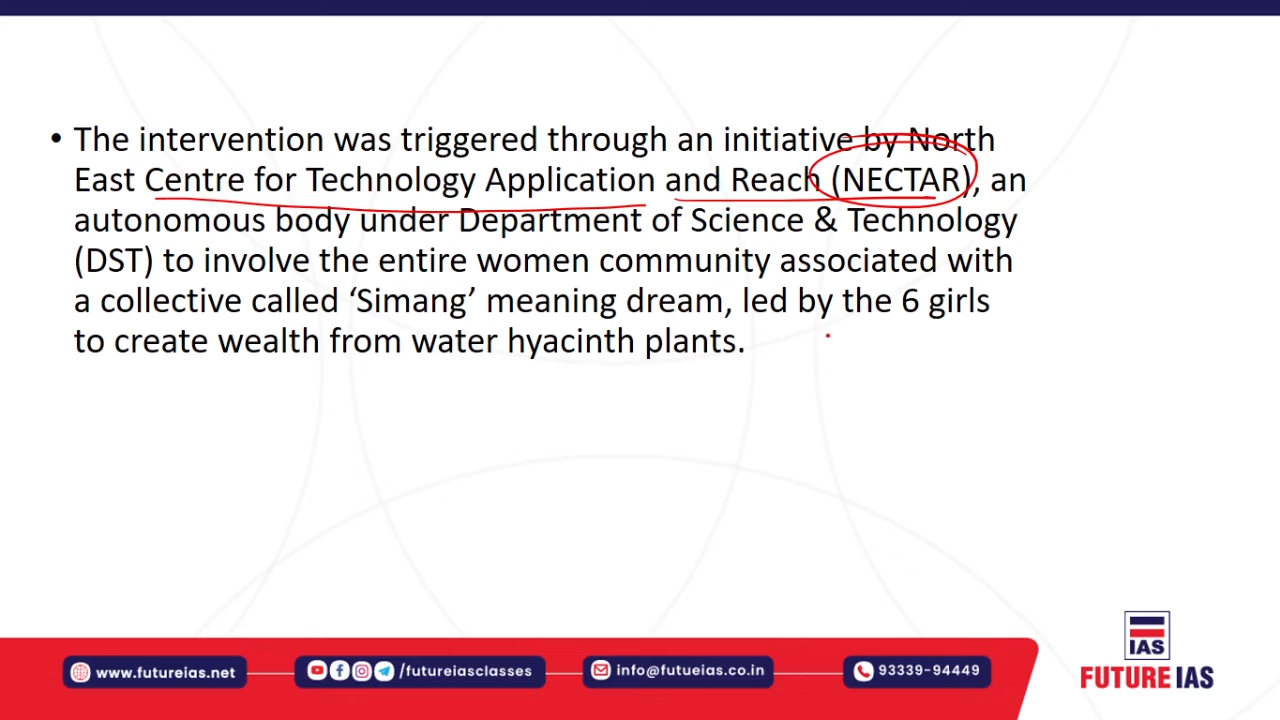 • The intervention was triggered through an initiative by North
East Centre for Technology Application and Reach (NECTAR), an
autonomous body under Department of Science & Technology
(DST) to involve the entire women community associated with
a collective called ‘Simang’ meaning dream, led by the 6 girls
to create wealth from water hyacinth plants.
IAS
FUTURE IAS
www.futureias.net
/futureiasclasses
info@futueias.co.in
93339-94449